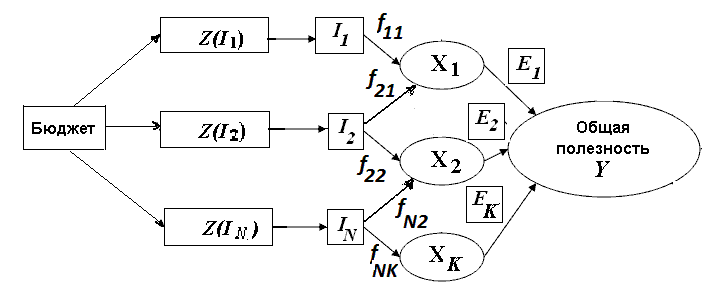 Z(I1) I1 f11 X1 E1
f21
Бюджет Z(I2) I2 X2 E2
f22
Общая
полезность
Y
Z(IN) IN fN2 EK
fNK XK